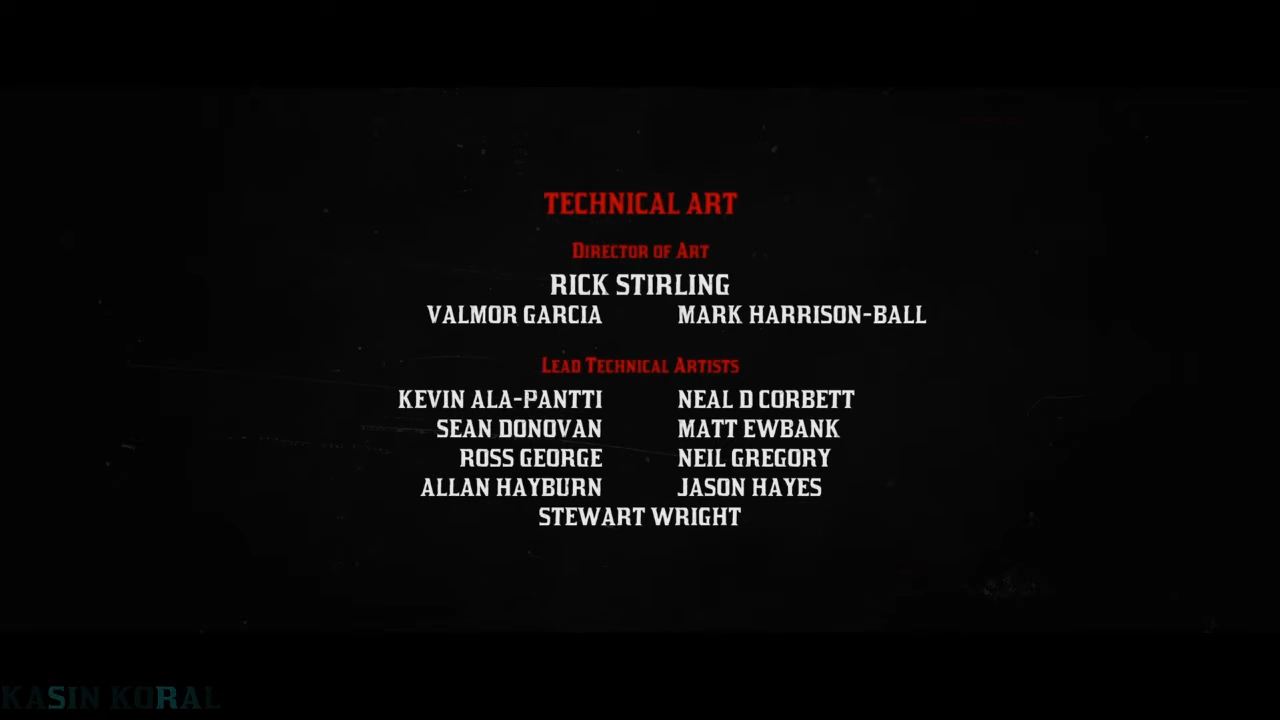 TECHNICAL ART
DIRECTOR OF ART
RICK STIRLING
VALMOR GARCIA MARK HARRISON-BALL
LEAD TECHNICAL ARTISTS
KEVIN ALA-PANTTI NEAL D CORBETT
SEAN DONOVAN MATT EWBANK
ROSS GEORGE NEIL GREGORY
ALLAN HAYBURN JASON HAYES
STEWART WRIGHT
KASIN KORAL